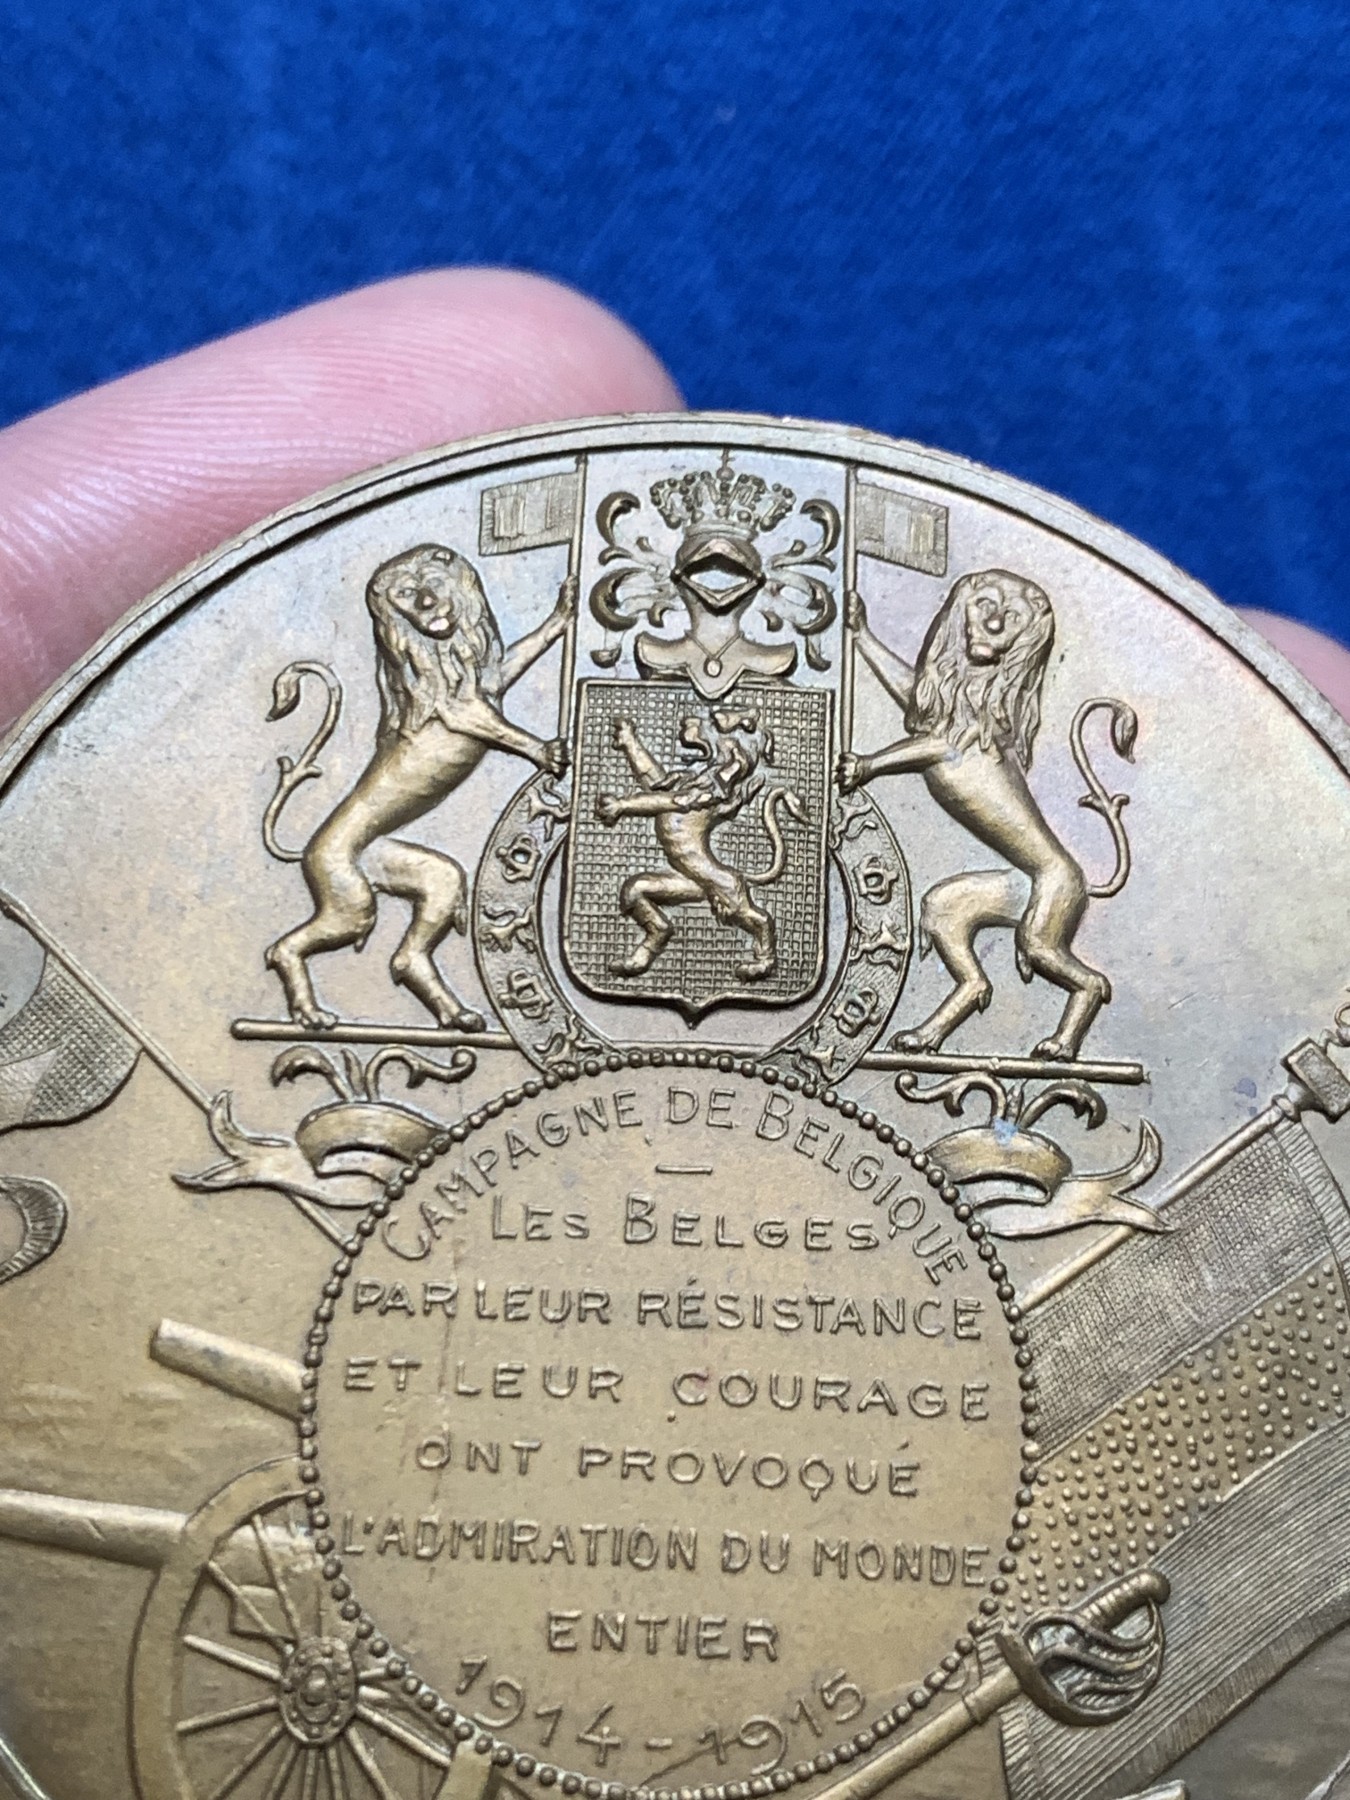 CAMPAGNE DE BELGIQUE
LES BELGES
PAR LEUR RÉSISTANCE
ET LEUR COURAGE
ONT PROVOQUÉ
L'ADMIRATION DU MONDE
ENTIER
1914-1915